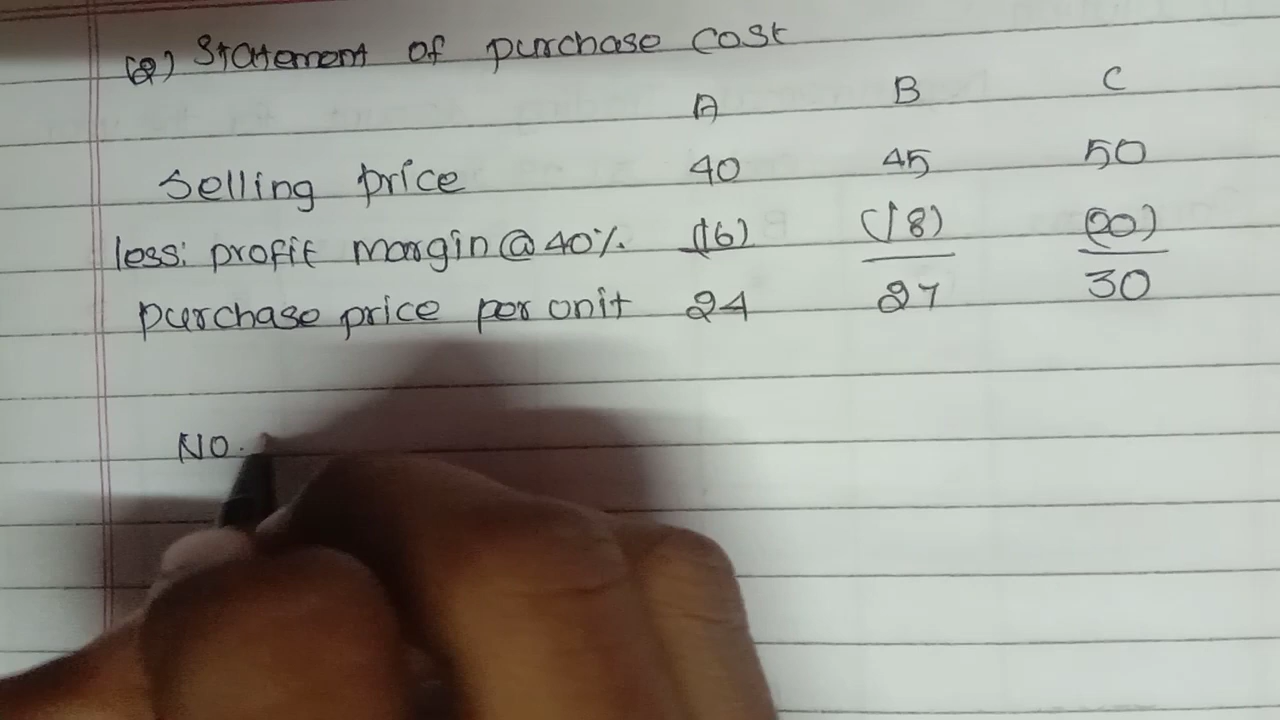 (2) Statement of purchase cost
A B C
Selling price 40 45 50
less: profit margin @ 40% (16) (18) (20)
purchase price per unit 24 27 30
NO.